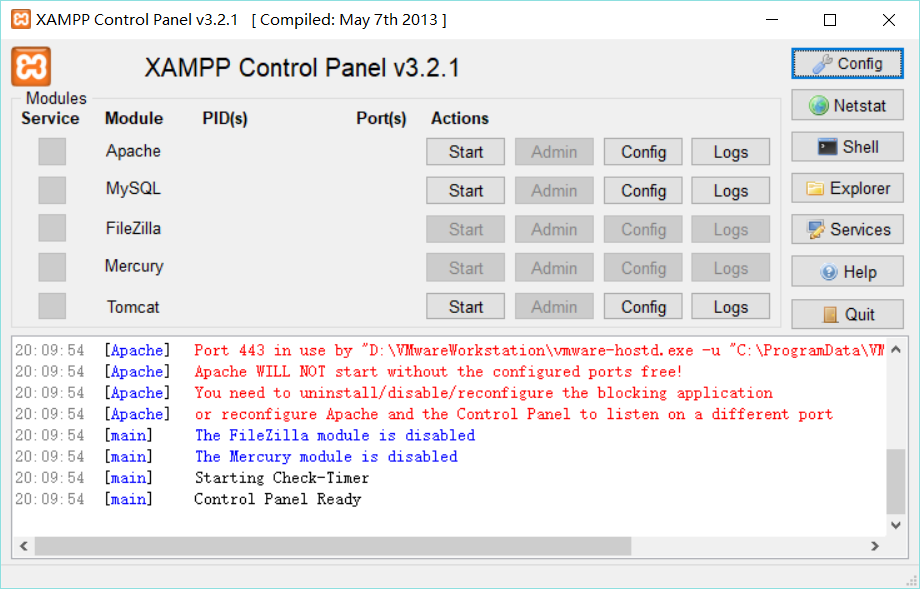 XAMPP Control Panel v3.2.1 [ Compiled: May 7th 2013 ]
XAMPP Control Panel v3.2.1
Config
Modules
Service Module PID(s) Port(s) Actions
Netstat
Apache Start Admin Config Logs
Shell
MySQL Start Admin Config Logs
Explorer
FileZilla Start Admin Config Logs
Services
Mercury Start Admin Config Logs
Help
Tomcat Start Admin Config Logs
Quit
20:09:54 [Apache] Port 443 in use by "D:\VMwareWorkstation\vmware-hostd.exe -u "C:\ProgramData\VM
20:09:54 [Apache] Apache WILL NOT start without the configured ports free!
20:09:54 [Apache] You need to uninstall/disable/reconfigure the blocking application
20:09:54 [Apache] or reconfigure Apache and the Control Panel to listen on a different port
20:09:54 [main] The FileZilla module is disabled
20:09:54 [main] The Mercury module is disabled
20:09:54 [main] Starting Check-Timer
20:09:54 [main] Control Panel Ready